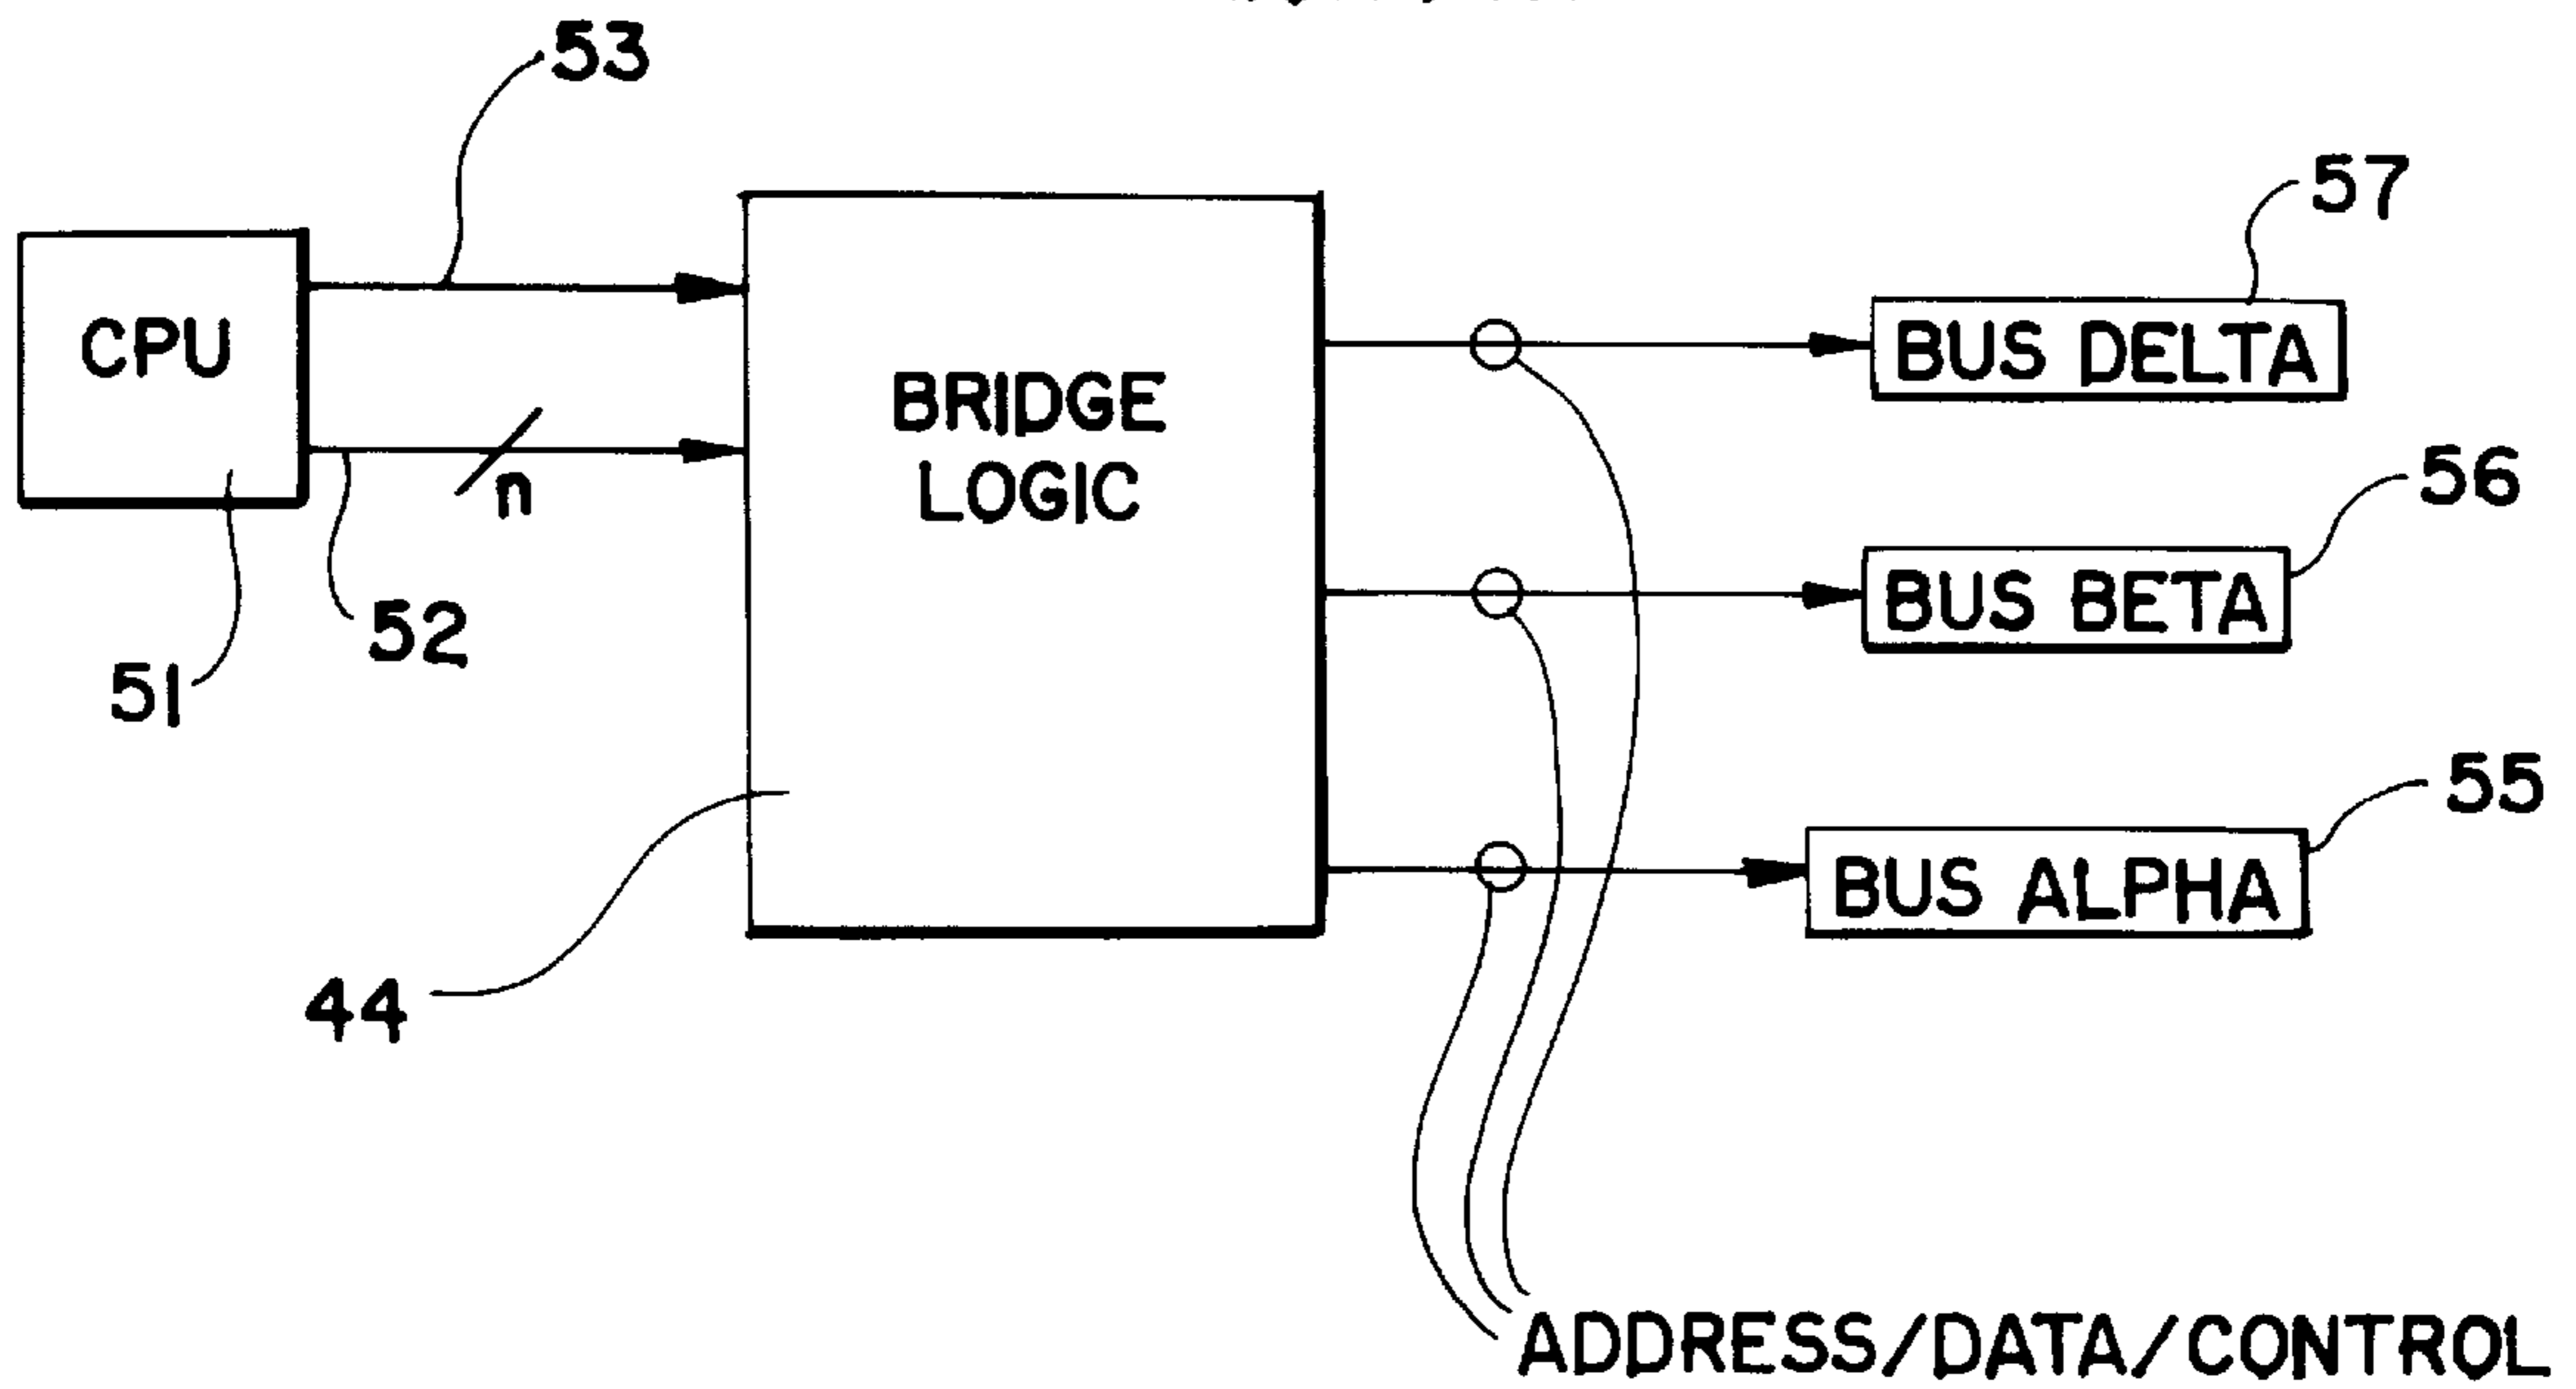 53
57
CPU
BUS DELTA
BRIDGE
LOGIC
n
56
BUS BETA
52
51
55
BUS ALPHA
44
ADDRESS/DATA/CONTROL